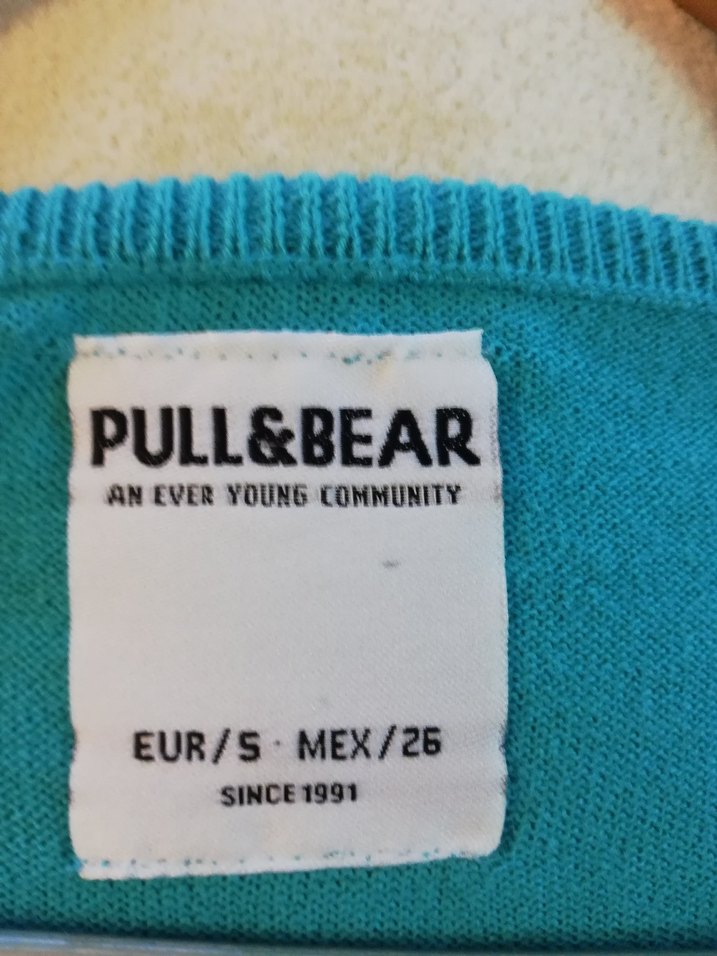 PULL&BEAR
AN EVER YOUNG COMMUNITY
EUR/S · MEX/26
SINCE 1991